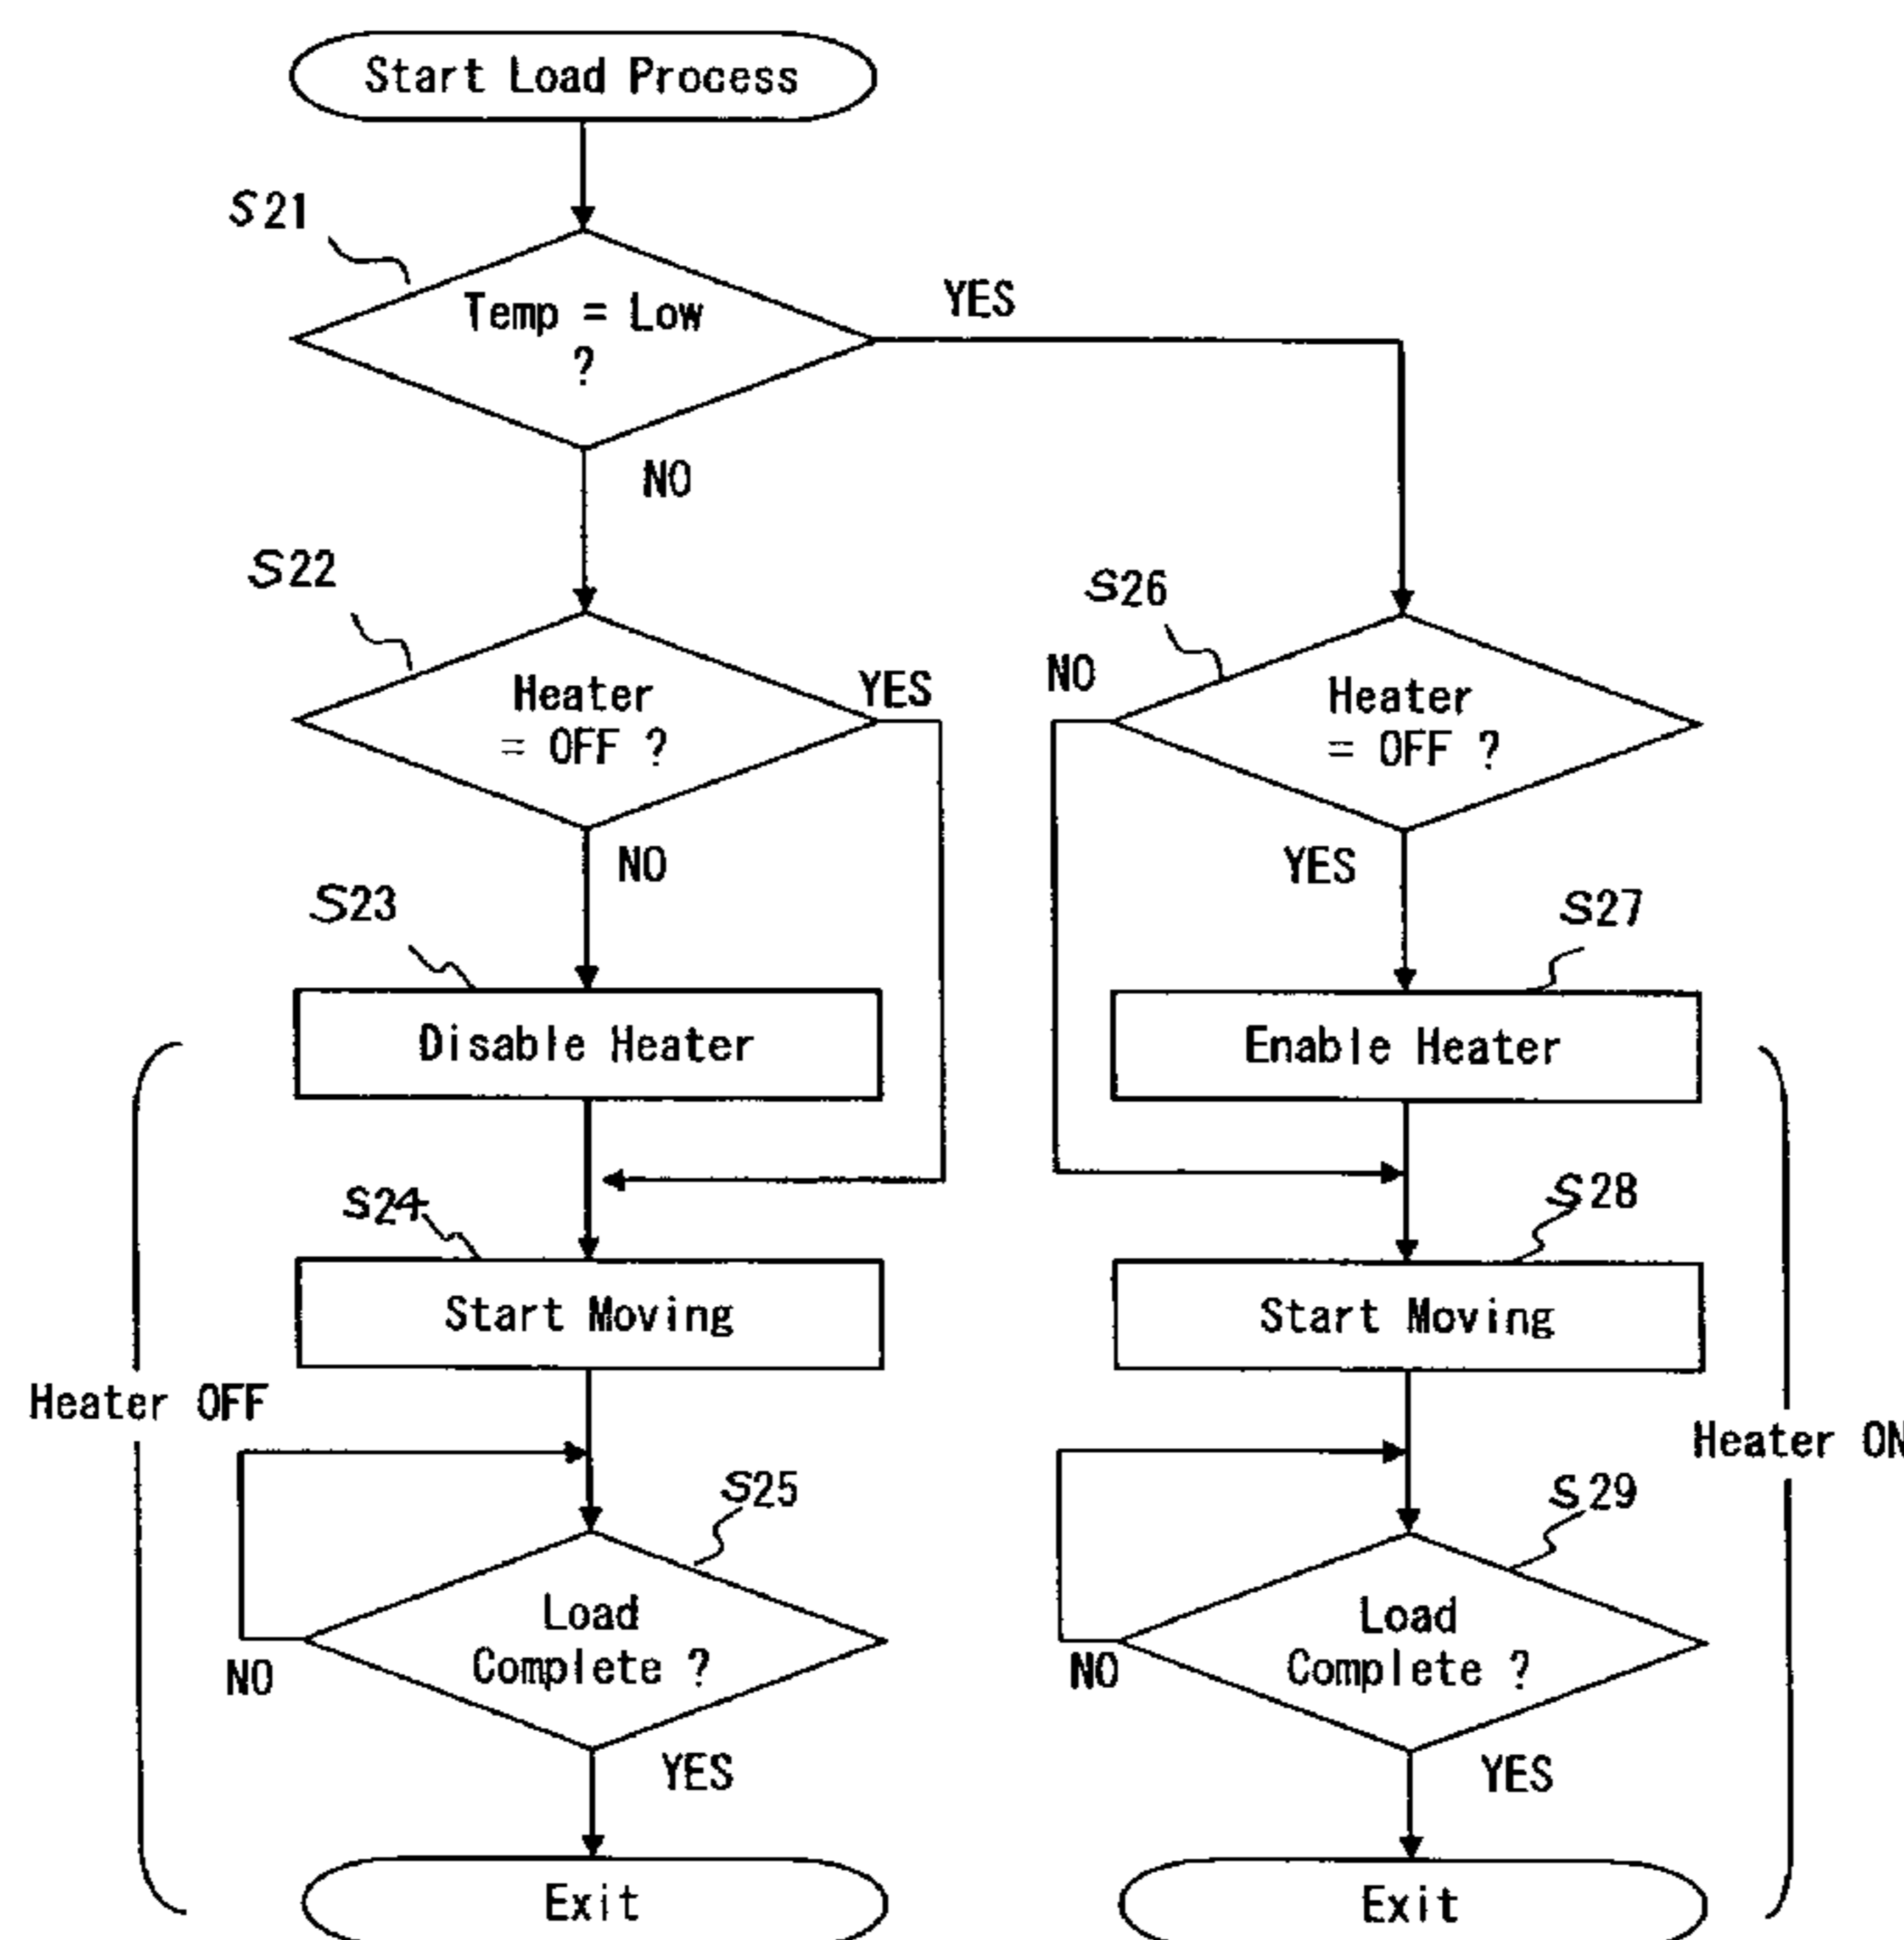 Start Load Process
S21
Temp = Low
?
YES
NO
S22
Heater
= OFF ?
YES
NO
S23
Disable Heater
S24
Start Moving
Heater OFF
S25
Load
Complete ?
NO
YES
Exit
S26
NO
Heater
= OFF ?
YES
S27
Enable Heater
S28
Start Moving
Heater ON
S29
Load
Complete ?
NO
YES
Exit